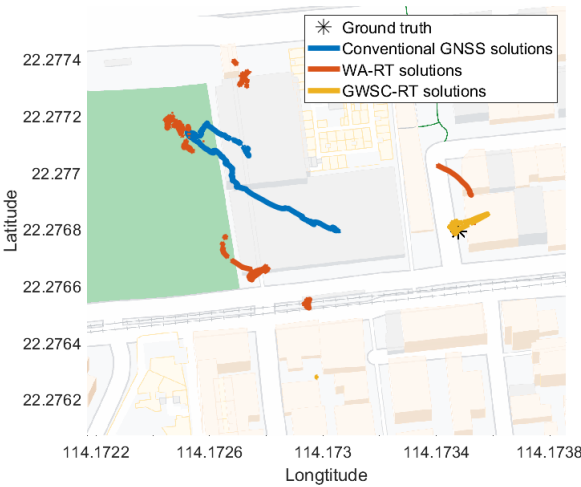 Ground truth
Conventional GNSS solutions
WA-RT solutions
GWSC-RT solutions
22.2774
22.2772
22.277
22.2768
22.2766
22.2764
22.2762
Latitude
114.1722
114.1726
114.173
114.1734
114.1738
Longtitude